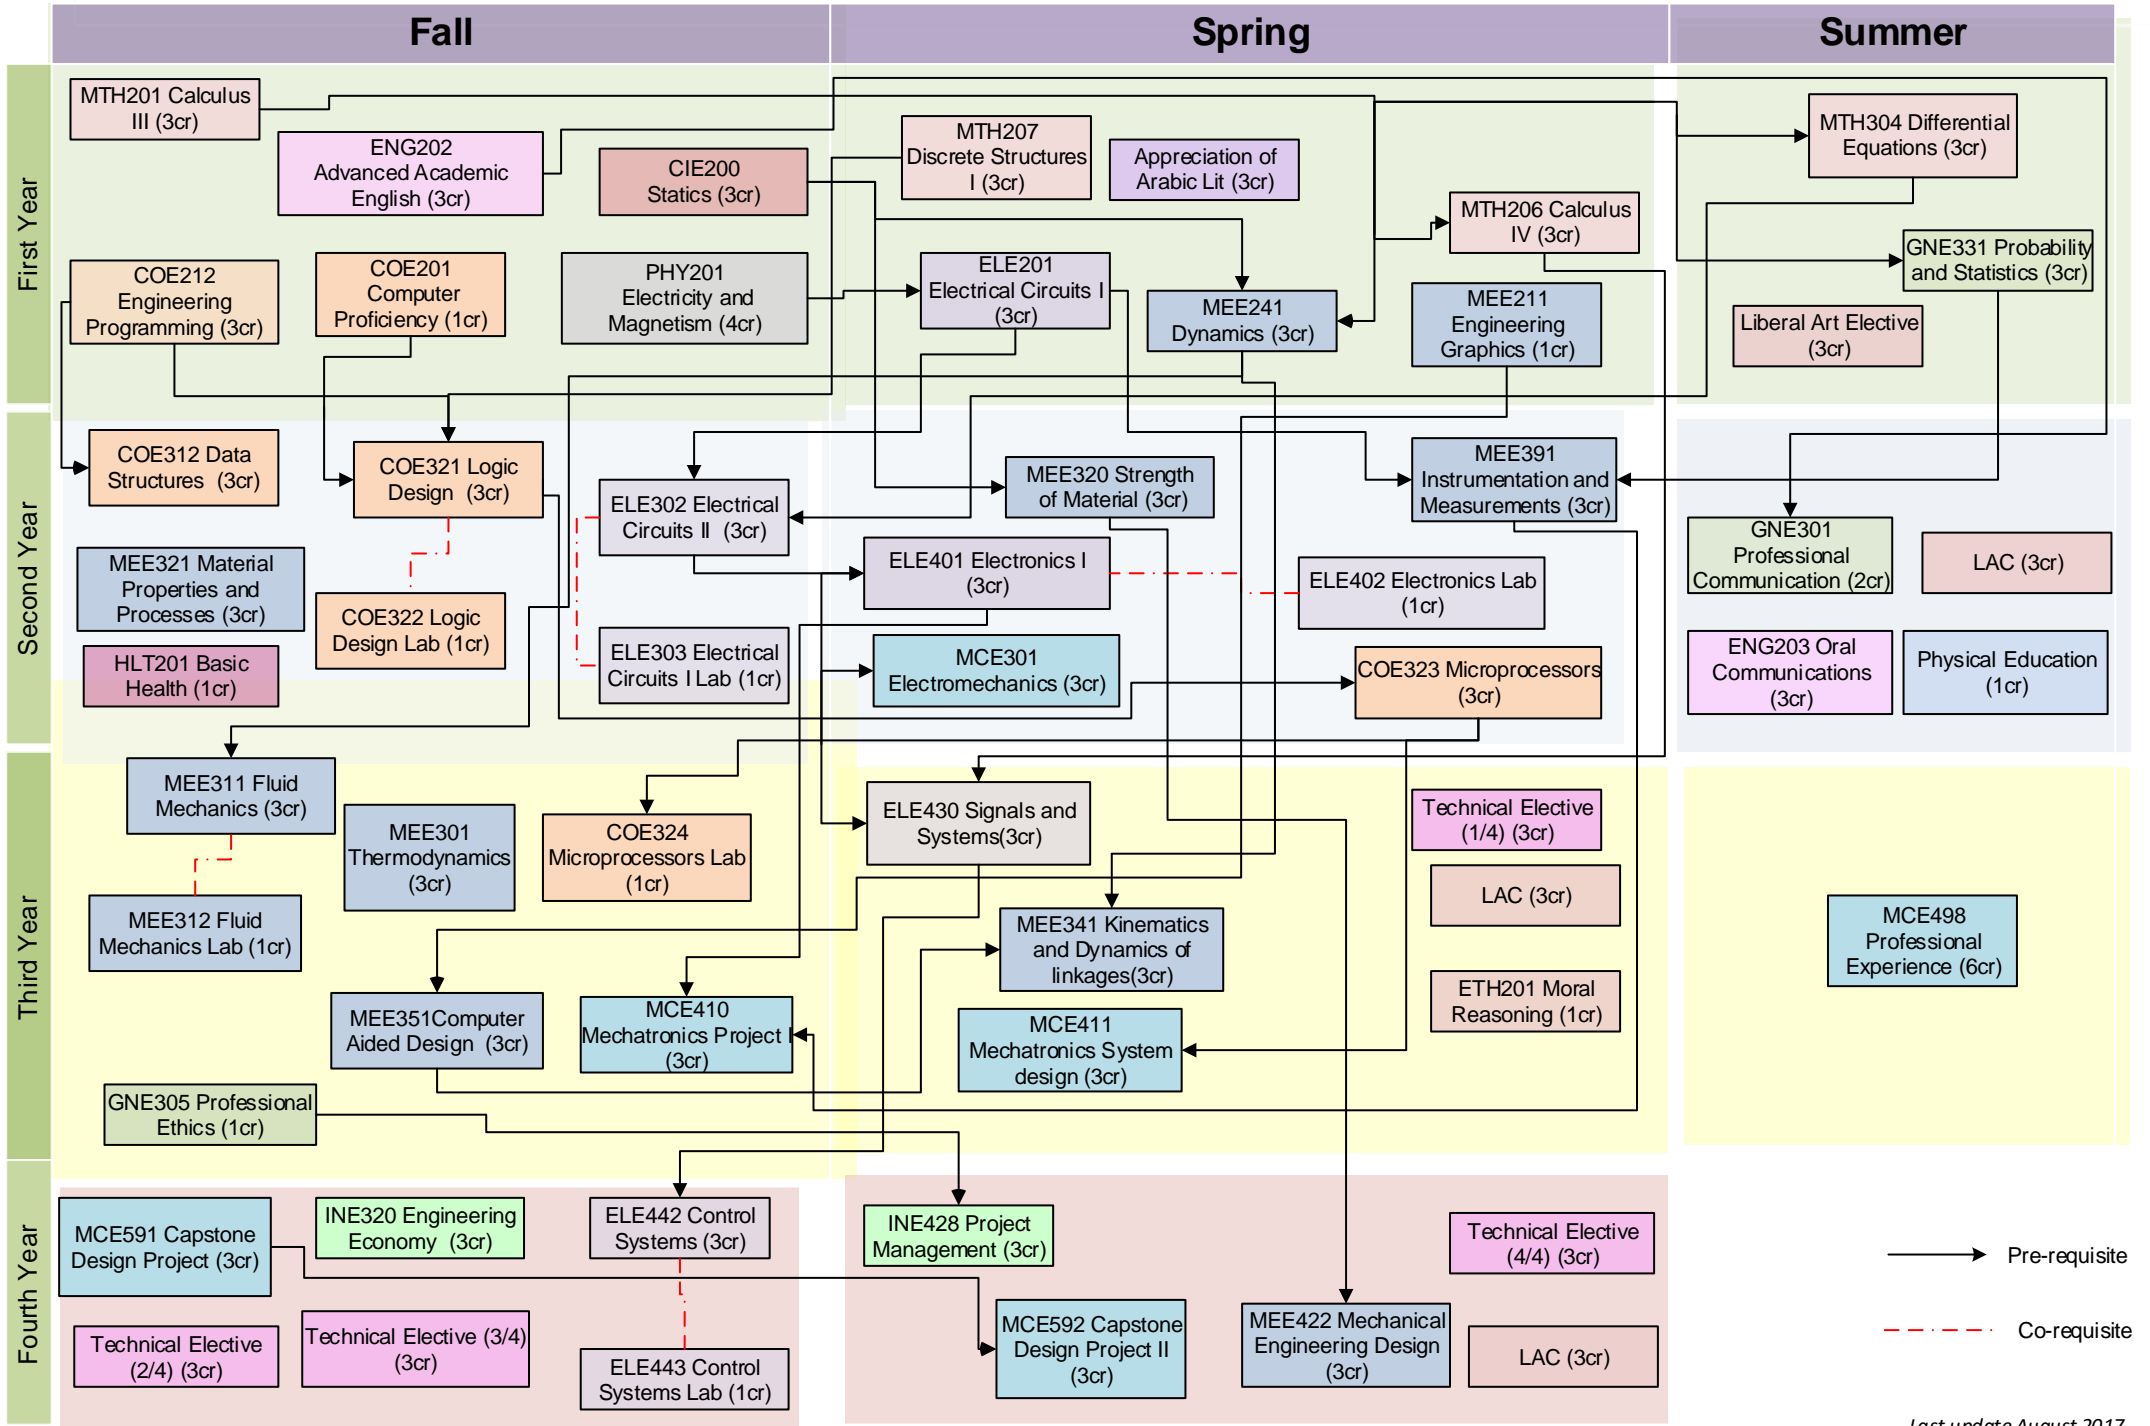 Fall
Spring
Summer
First Year
MTH201 Calculus
III (3cr)
ENG202
Advanced Academic
English (3cr)
CIE200
Statics (3cr)
MTH207
Discrete Structures
I (3cr)
Appreciation of
Arabic Lit (3cr)
MTH206 Calculus
IV (3cr)
MTH304 Differential
Equations (3cr)
GNE331 Probability
and Statistics (3cr)
COE212
Engineering
Programming (3cr)
COE201
Computer
Proficiency (1cr)
PHY201
Electricity and
Magnetism (4cr)
ELE201
Electrical Circuits I
(3cr)
MEE241
Dynamics (3cr)
MEE211
Engineering
Graphics (1cr)
Liberal Art Elective
(3cr)
Second Year
COE312 Data
Structures (3cr)
COE321 Logic
Design (3cr)
ELE302 Electrical
Circuits II (3cr)
MEE320 Strength
of Material (3cr)
MEE391
Instrumentation and
Measurements (3cr)
GNE301
Professional
Communication (2cr)
LAC (3cr)
MEE321 Material
Properties and
Processes (3cr)
COE322 Logic
Design Lab (1cr)
ELE401 Electronics I
(3cr)
ELE402 Electronics Lab
(1cr)
HLT201 Basic
Health (1cr)
ELE303 Electrical
Circuits I Lab (1cr)
MCE301
Electromechanics (3cr)
COE323 Microprocessors
(3cr)
ENG203 Oral
Communications
(3cr)
Physical Education
(1cr)
Third Year
MEE311 Fluid
Mechanics (3cr)
MEE301
Thermodynamics
(3cr)
COE324
Microprocessors Lab
(1cr)
ELE430 Signals and
Systems(3cr)
Technical Elective
(1/4) (3cr)
LAC (3cr)
MEE312 Fluid
Mechanics Lab (1cr)
MEE341 Kinematics
and Dynamics of
linkages(3cr)
MCE498
Professional
Experience (6cr)
MEE351Computer
Aided Design (3cr)
MCE410
Mechatronics Project I
(3cr)
MCE411
Mechatronics System
design (3cr)
ETH201 Moral
Reasoning (1cr)
GNE305 Professional
Ethics (1cr)
Fourth Year
MCE591 Capstone
Design Project (3cr)
INE320 Engineering
Economy (3cr)
ELE442 Control
Systems (3cr)
INE428 Project
Management (3cr)
Technical Elective
(4/4) (3cr)
Technical Elective
(2/4) (3cr)
Technical Elective (3/4)
(3cr)
ELE443 Control
Systems Lab (1cr)
MCE592 Capstone
Design Project II
(3cr)
MEE422 Mechanical
Engineering Design
(3cr)
LAC (3cr)
Pre-requisite
Co-requisite
Last update August 2017